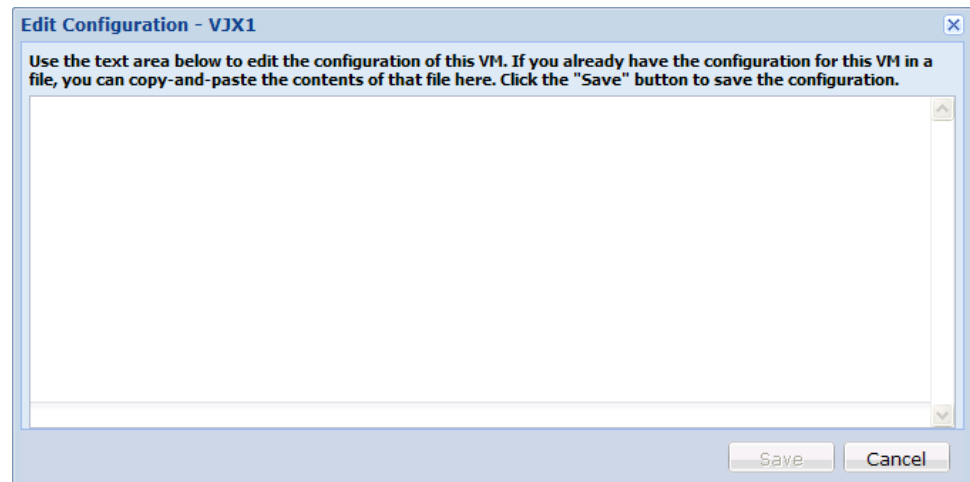 Edit Configuration - VJX1
Use the text area below to edit the configuration of this VM. If you already have the configuration for this VM in a
file, you can copy-and-paste the contents of that file here. Click the "Save" button to save the configuration.
Save Cancel